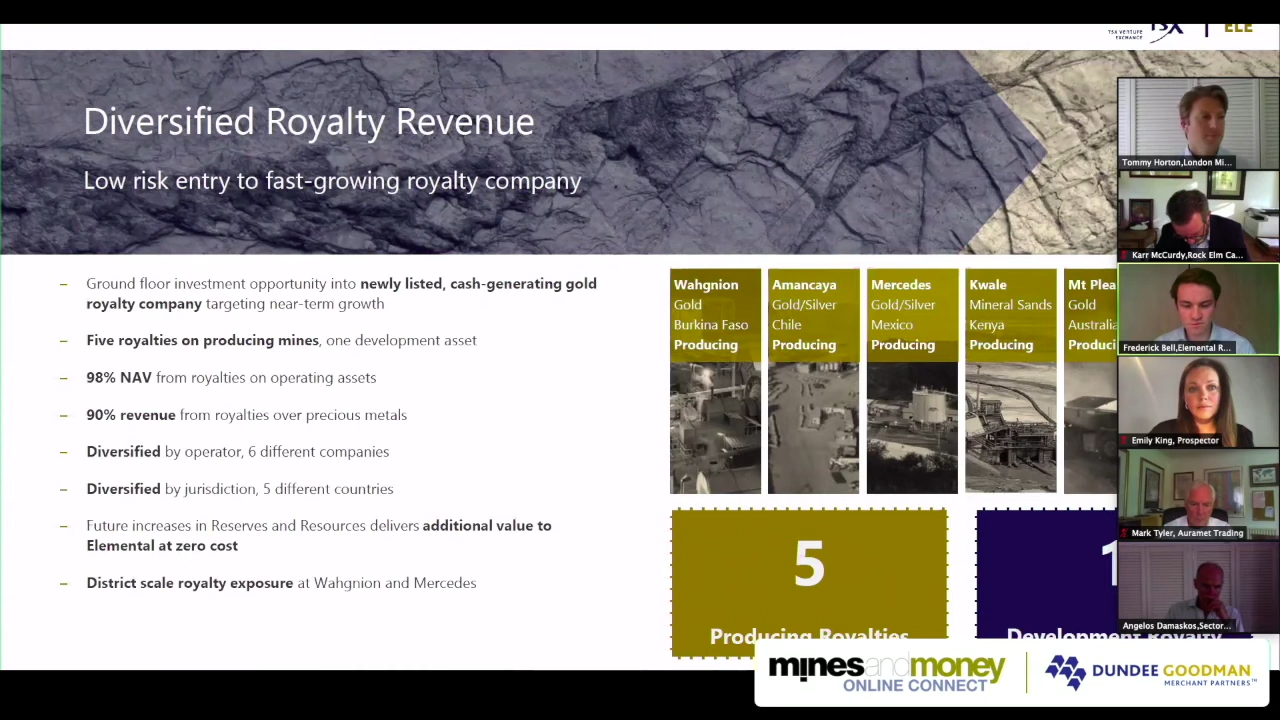 TSX VENTURE
EXCHANGE
TSX
ELE
Diversified Royalty Revenue
Low risk entry to fast-growing royalty company
– Ground floor investment opportunity into newly listed, cash-generating gold
royalty company targeting near-term growth
– Five royalties on producing mines, one development asset
– 98% NAV from royalties on operating assets
– 90% revenue from royalties over precious metals
– Diversified by operator, 6 different companies
– Diversified by jurisdiction, 5 different countries
– Future increases in Reserves and Resources delivers additional value to
Elemental at zero cost
– District scale royalty exposure at Wahgnion and Mercedes
Wahgnion
Gold
Burkina Faso
Producing
Amancaya
Gold/Silver
Chile
Producing
Mercedes
Gold/Silver
Mexico
Producing
Kwale
Mineral Sands
Kenya
Producing
Mt Plea
Gold
Australia
Produci
5
Producing Royalties
1
Development Royalty
Tommy Horton,London Mi...
Karr McCurdy,Rock Elm Ca...
Frederick Bell,Elemental R...
Emily King, Prospector
Mark Tyler, Auramet Trading
Angelos Damaskos,Sector...
minesandmoney
ONLINE CONNECT
DUNDEE GOODMAN
MERCHANT PARTNERS™